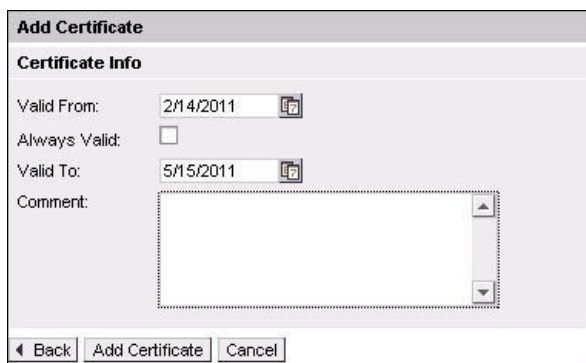 Add Certificate
Certificate Info
Valid From: 2/14/2011
Always Valid:
Valid To: 5/15/2011
Comment:
Back Add Certificate Cancel